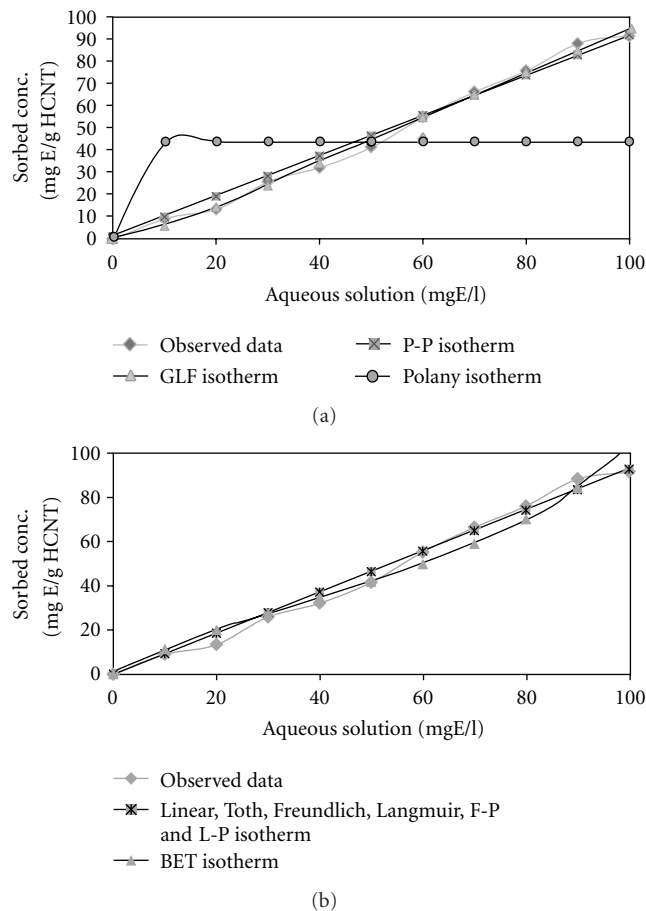 100
90
80
70
60
50
40
30
20
10
0
Sorbed conc.
(mg E/g HCNT)
0 20 40 60 80 100
Aqueous solution (mgE/l)
Observed data
P-P isotherm
GLF isotherm
Polany isotherm
(a)
100
80
60
40
20
0
Sorbed conc.
(mg E/g HCNT)
0 20 40 60 80 100
Aqueous solution (mgE/l)
Observed data
Linear, Toth, Freundlich, Langmuir, F-P
and L-P isotherm
BET isotherm
(b)